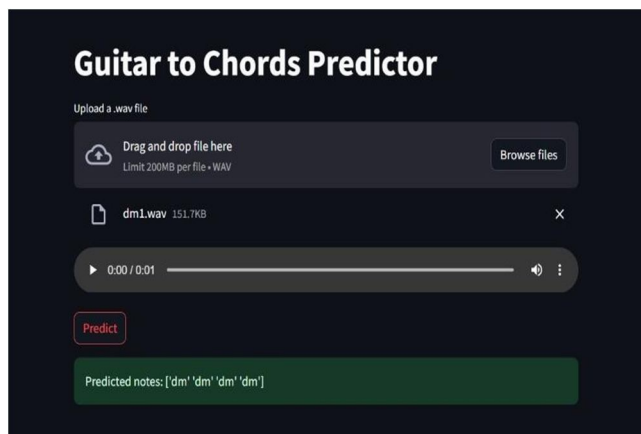 Guitar to Chords Predictor
Upload a .wav file
Drag and drop file here
Limit 200MB per file • WAV
Browse files
dm1.wav 151.7KB
0:00 / 0:01
Predict
Predicted notes: ['dm' 'dm' 'dm' 'dm']